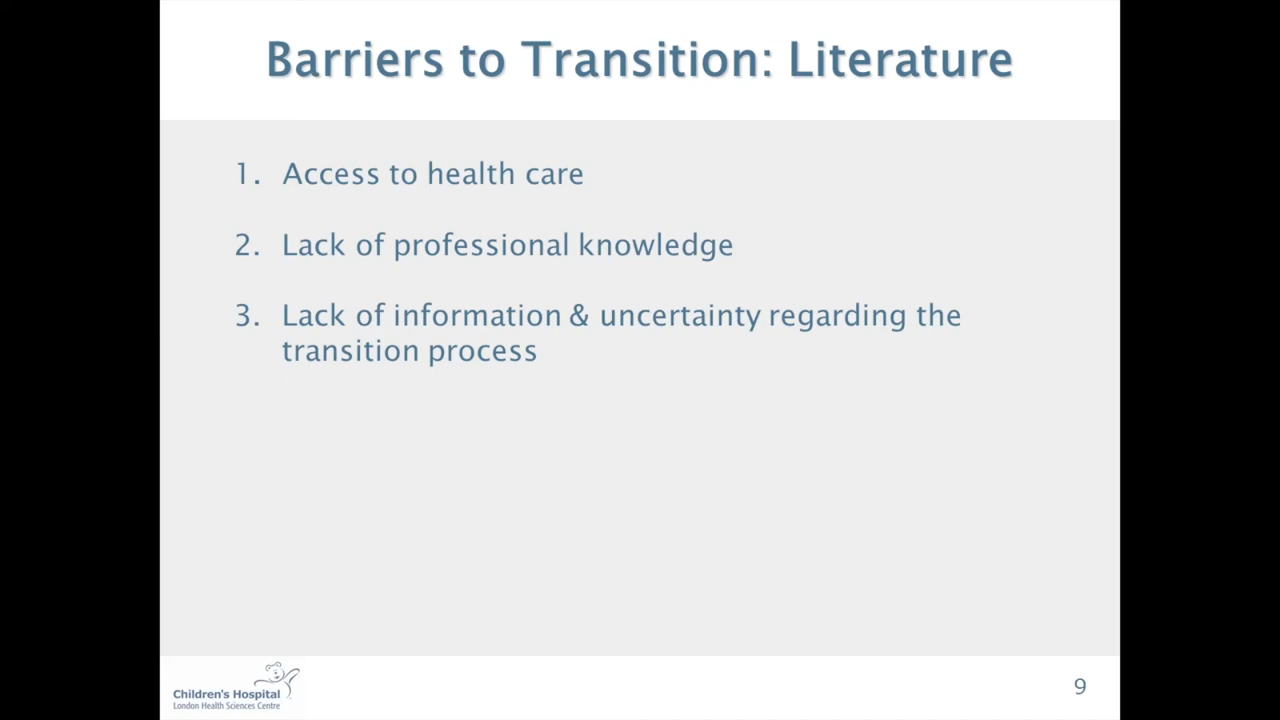 Barriers to Transition: Literature
1. Access to health care
2. Lack of professional knowledge
3. Lack of information & uncertainty regarding the
transition process
Children's Hospital
London Health Sciences Centre
9